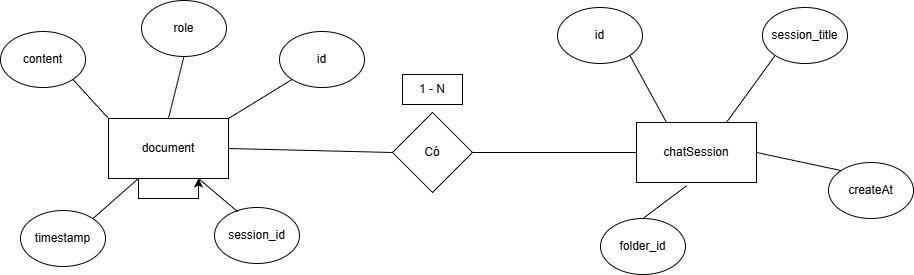 role
id
session_title
content
id
1 - N
document
Có
chatSession
createAt
timestamp
session_id
folder_id